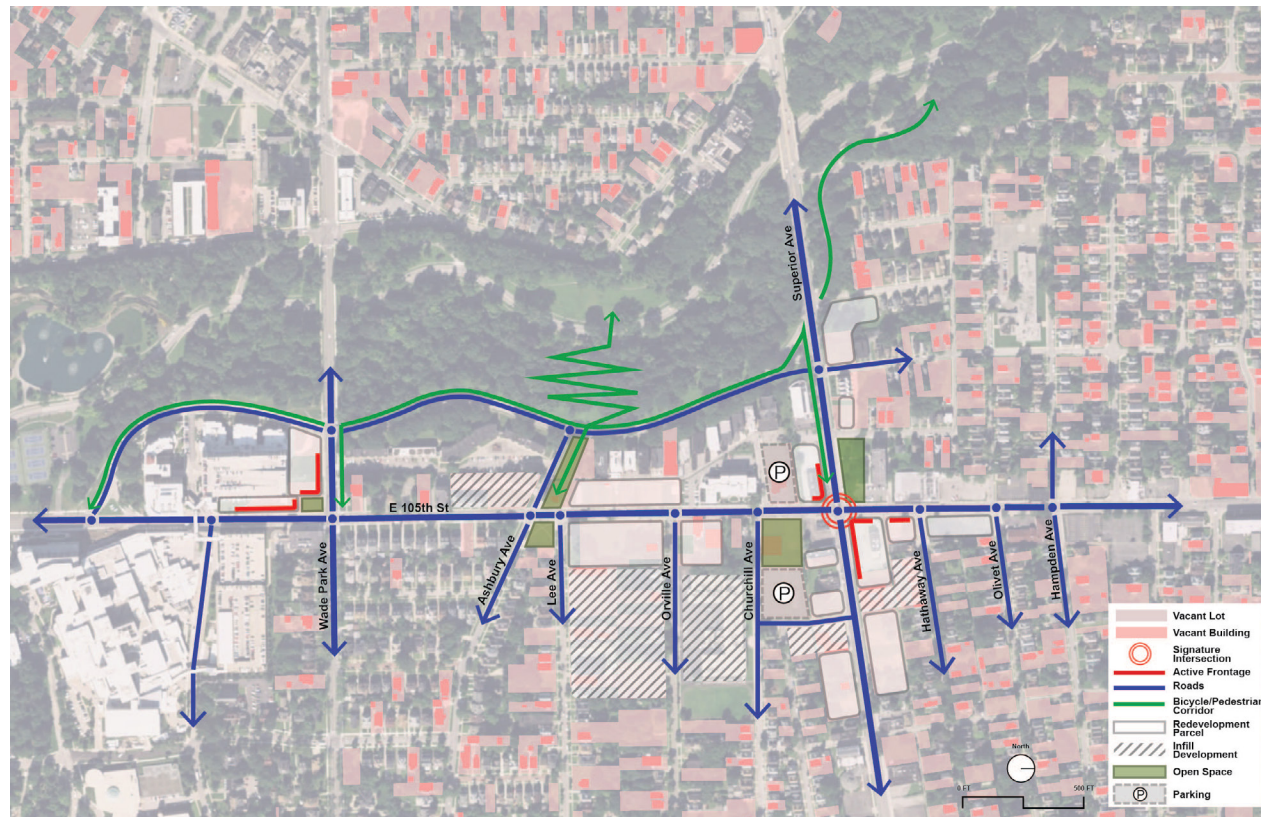 Superior Ave
P
E 105th St
Wade Park Ave
Ashbury Ave
Lee Ave
Orville Ave
Churchill Ave
P
Hathaway Ave
Olivet Ave
Hampden Ave
Vacant Lot
Vacant Building
Signature
Intersection
Active Frontage
Roads
Bicycle/Pedestrian
Corridor
Redevelopment
Parcel
Infill
Development
Open Space
P
Parking
North
0 FT
500 FT